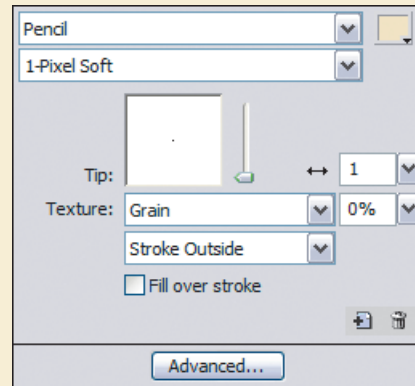 Pencil
1-Pixel Soft
Tip:
1
Texture: Grain 0%
Stroke Outside
Fill over stroke
Advanced...